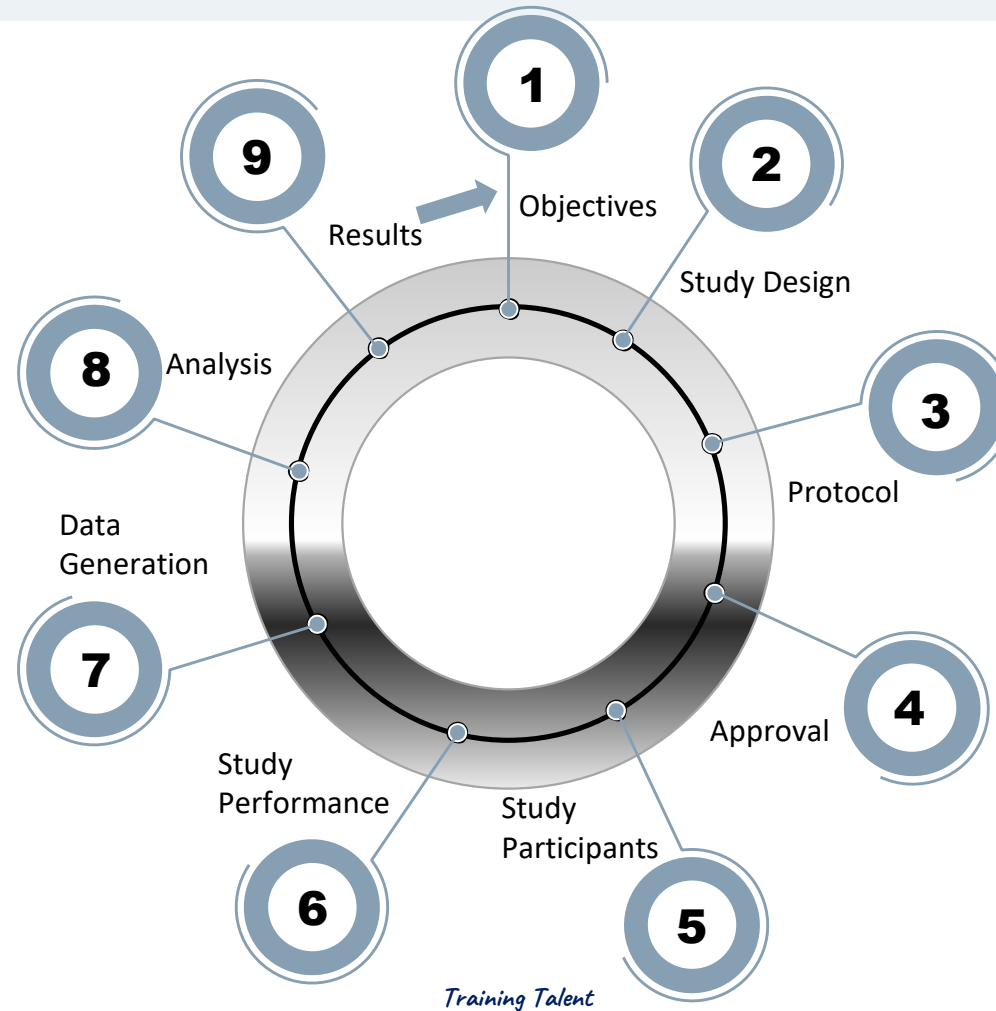 1
Objectives
2
Study Design
3
Protocol
4
Approval
5
Study
Participants
6
Study
Performance
7
Data
Generation
8
Analysis
9
Results
Training Talent